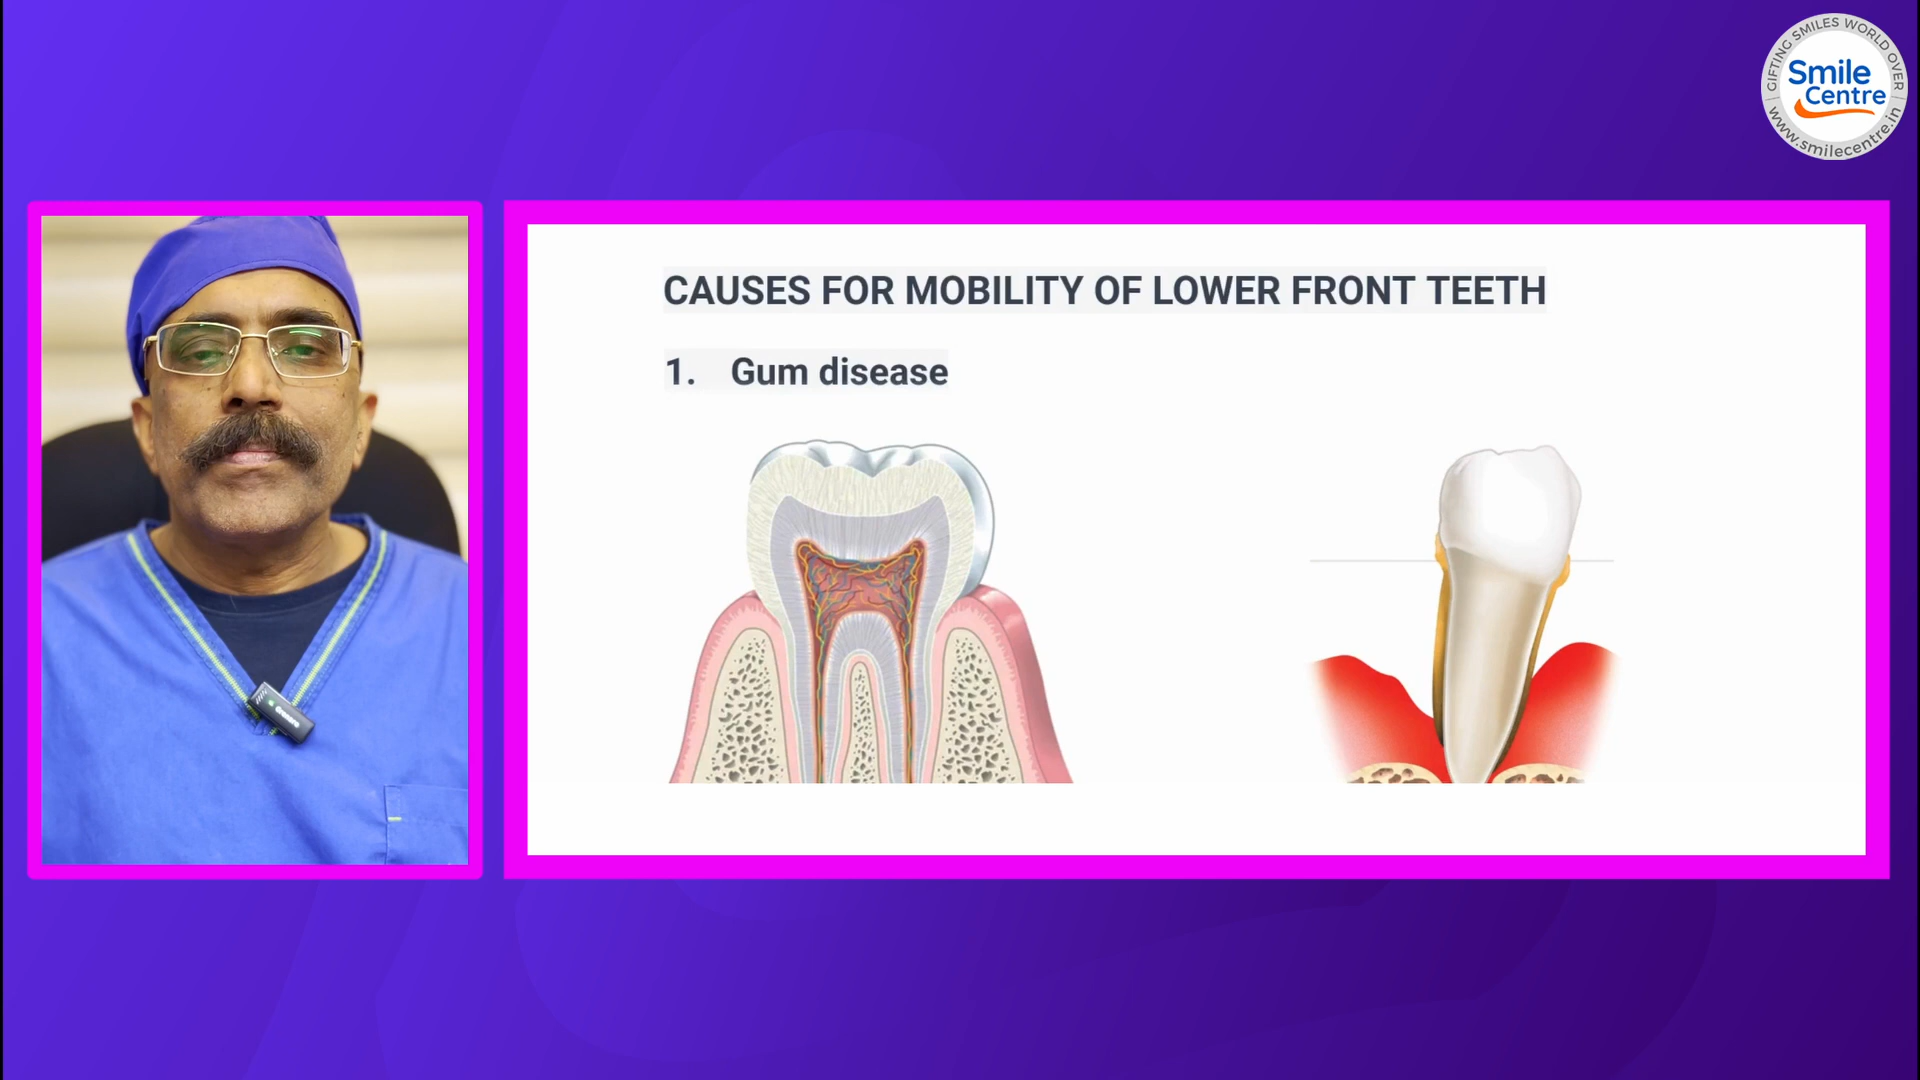 GIFTING SMILES WORLD OVER
Smile
Centre
www.smilecentre.in
CAUSES FOR MOBILITY OF LOWER FRONT TEETH
1. Gum disease